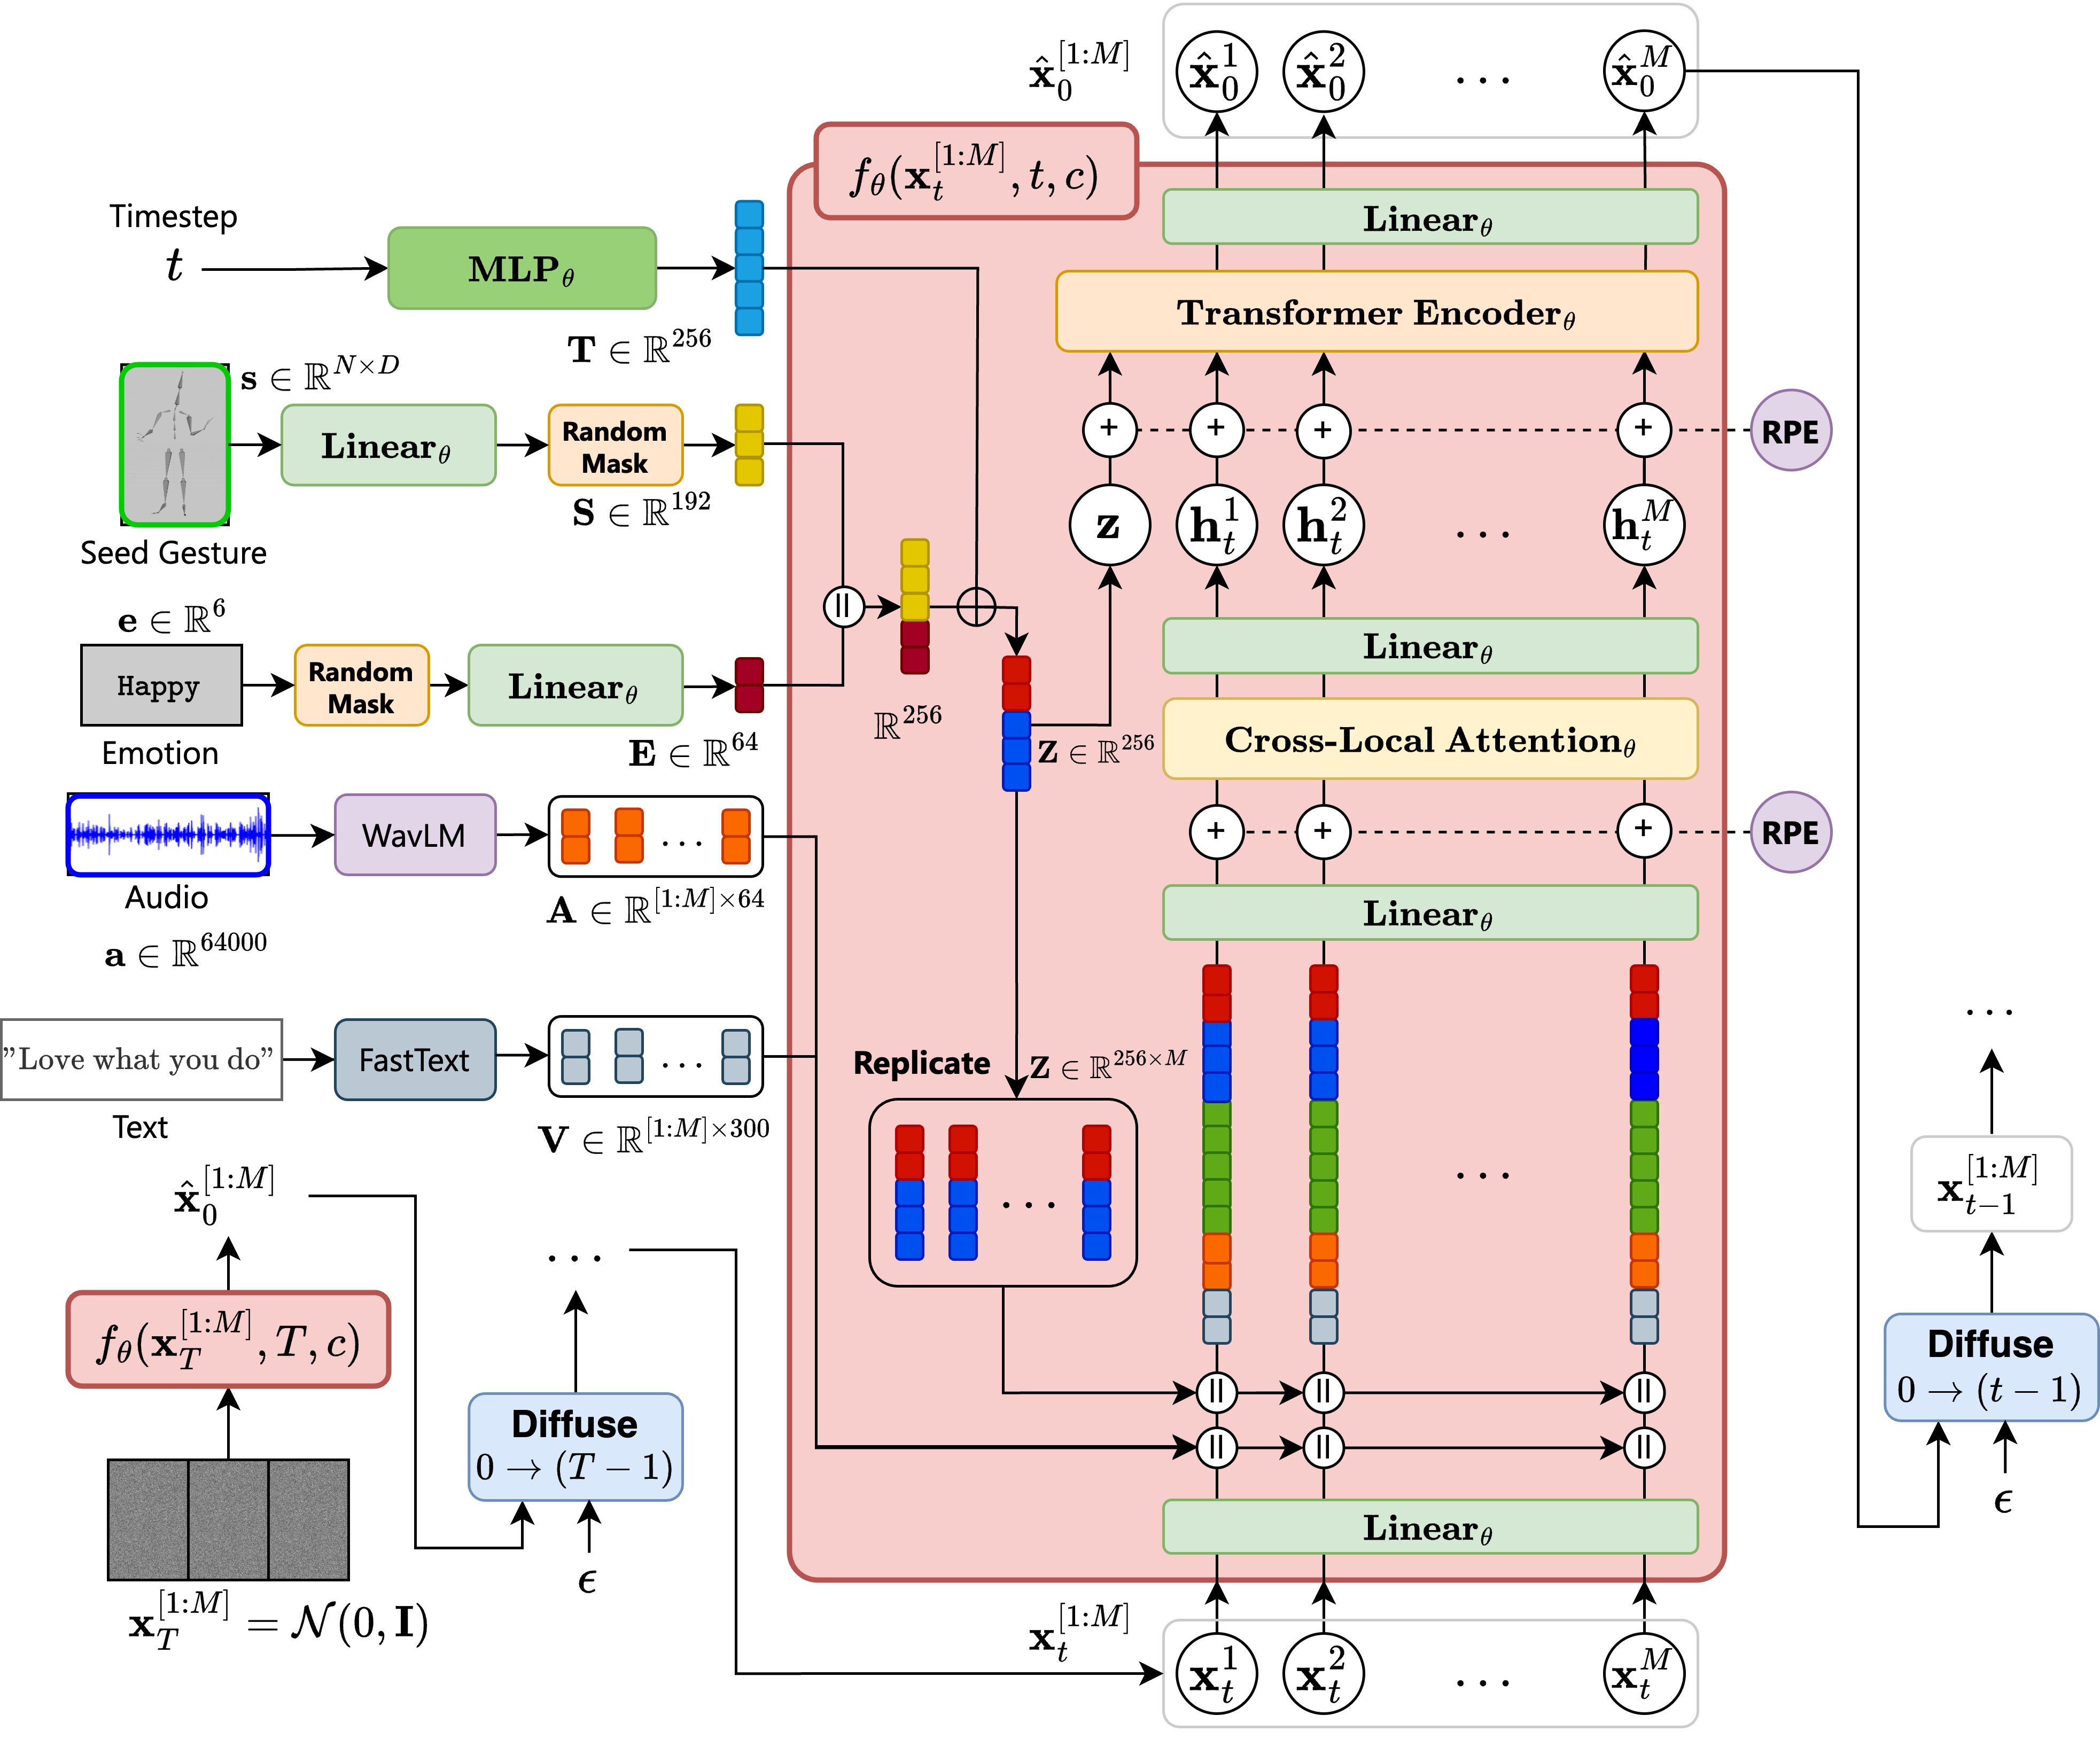 $\hat{\mathbf{x}}_0^{[1:M]}$
$\hat{\mathbf{x}}_0^1$ $\hat{\mathbf{x}}_0^2$ ... $\hat{\mathbf{x}}_0^M$
$f_\theta(\mathbf{x}_t^{[1:M]}, t, c)$
Linear$_\theta$
Transformer Encoder$_\theta$
+ + + + RPE
$\mathbf{z}$ $\mathbf{h}_t^1$ $\mathbf{h}_t^2$ ... $\mathbf{h}_t^M$
Linear$_\theta$
Cross-Local Attention$_\theta$
+ + + RPE
Linear$_\theta$
...
|| || ||
|| || ||
Linear$_\theta$
$\mathbf{x}_t^{[1:M]}$
$\mathbf{x}_t^1$ $\mathbf{x}_t^2$ ... $\mathbf{x}_t^M$
Timestep
$t$
MLP$_\theta$
$\mathbf{T} \in \mathbb{R}^{256}$
$\mathbf{s} \in \mathbb{R}^{N \times D}$
Linear$_\theta$
Random
Mask
$\mathbf{S} \in \mathbb{R}^{192}$
Seed Gesture
$\mathbf{e} \in \mathbb{R}^6$
Happy
Emotion
Random
Mask
Linear$_\theta$
$\mathbf{E} \in \mathbb{R}^{64}$
||
$\mathbb{R}^{256}$
$\mathbf{Z} \in \mathbb{R}^{256}$
WavLM
...
Audio
$\mathbf{A} \in \mathbb{R}^{[1:M] \times 64}$
$\mathbf{a} \in \mathbb{R}^{64000}$
"Love what you do"
FastText
...
Text
$\mathbf{V} \in \mathbb{R}^{[1:M] \times 300}$
Replicate
$\mathbf{Z} \in \mathbb{R}^{256 \times M}$
...
$\hat{\mathbf{x}}_0^{[1:M]}$
$f_\theta(\mathbf{x}_T^{[1:M]}, T, c)$
$\mathbf{x}_T^{[1:M]} = \mathcal{N}(0, \mathbf{I})$
...
Diffuse
$0 \to (T-1)$
$\epsilon$
...
$\mathbf{x}_{t-1}^{[1:M]}$
Diffuse
$0 \to (t-1)$
$\epsilon$